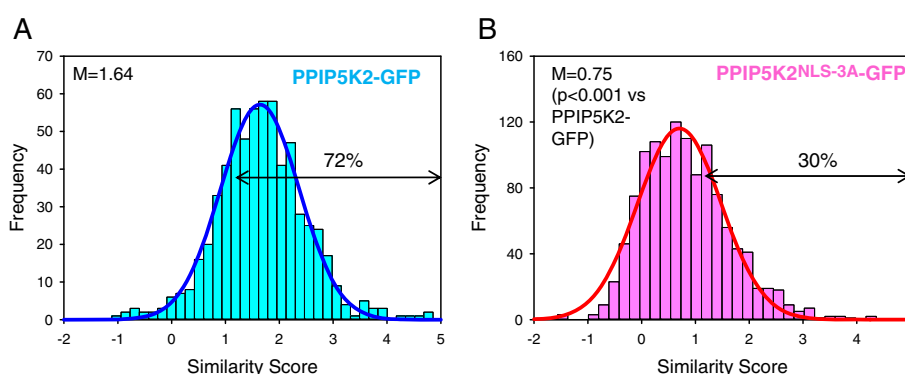 A
70
60
50
40
30
20
10
0
Frequency
M=1.64
PPIP5K2-GFP
72%
-2 -1 0 1 2 3 4 5
Similarity Score
B
160
120
80
40
0
Frequency
M=0.75
(p<0.001 vs
PPIP5K2-
GFP)
PPIP5K2NLS-3A-GFP
30%
-2 -1 0 1 2 3 4
Similarity Score